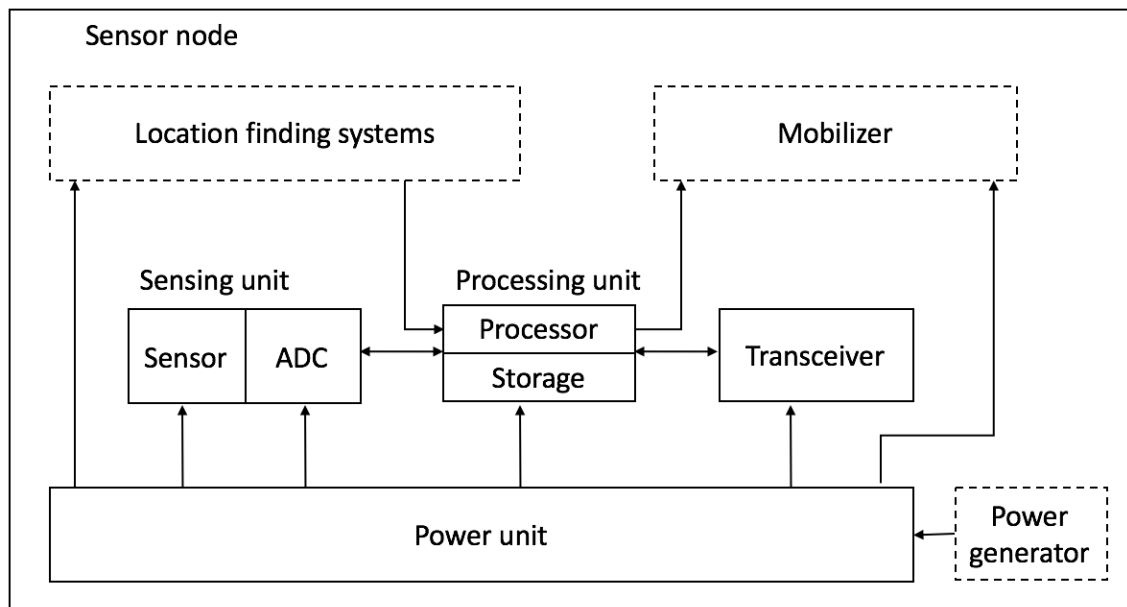 Sensor node
Location finding systems
Mobilizer
Sensing unit
Processing unit
Sensor
ADC
Processor
Storage
Transceiver
Power unit
Power
generator